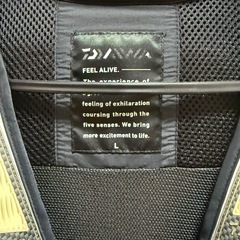 DAIWA
FEEL ALIVE.
The experience of
feeling of exhilaration
coursing through the
five senses. We bring
more excitement to life.
L